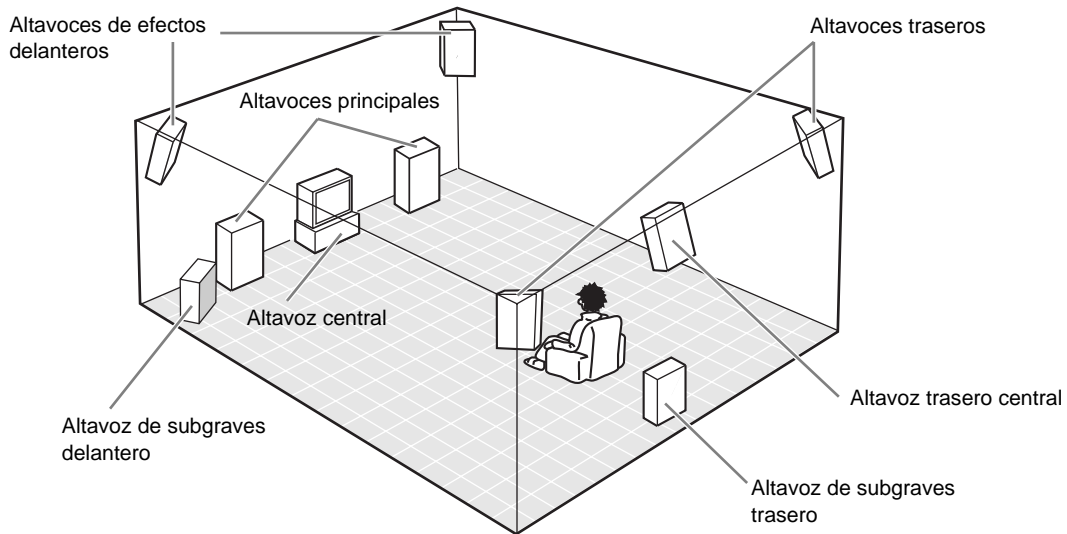 Altavoces de efectos
delanteros
Altavoces traseros
Altavoces principales
Altavoz central
Altavoz trasero central
Altavoz de subgraves
delantero
Altavoz de subgraves
trasero